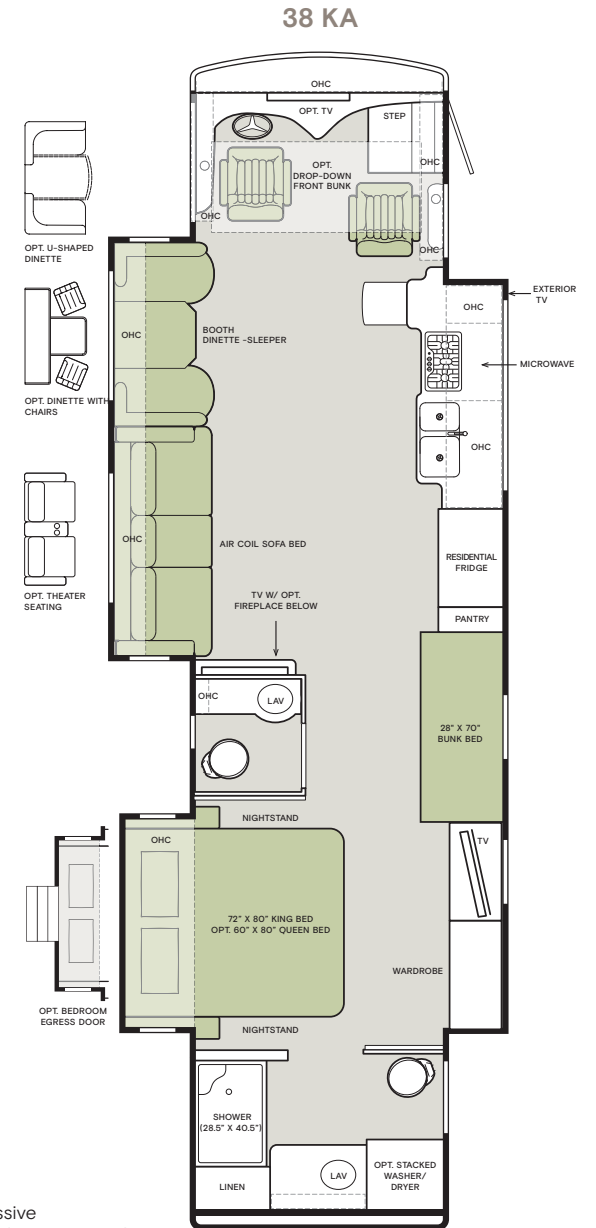 38 KA
OHC
OPT. TV
STEP
OPT.
DROP-DOWN
FRONT BUNK
OHC
OHC
OHC
OPT. U-SHAPED
DINETTE
EXTERIOR
TV
OHC
OHC
BOOTH
DINETTE -SLEEPER
MICROWAVE
OPT. DINETTE WITH
CHAIRS
OHC
OHC
AIR COIL SOFA BED
RESIDENTIAL
FRIDGE
OPT. THEATER
SEATING
TV W/ OPT.
FIREPLACE BELOW
PANTRY
OHC
LAV
28" X 70"
BUNK BED
NIGHTSTAND
OHC
TV
72" X 80" KING BED
OPT. 60" X 80" QUEEN BED
WARDROBE
OPT. BEDROOM
EGRESS DOOR
NIGHTSTAND
SHOWER
(28.5" X 40.5")
LINEN
LAV
OPT. STACKED
WASHER/
DRYER
ssive